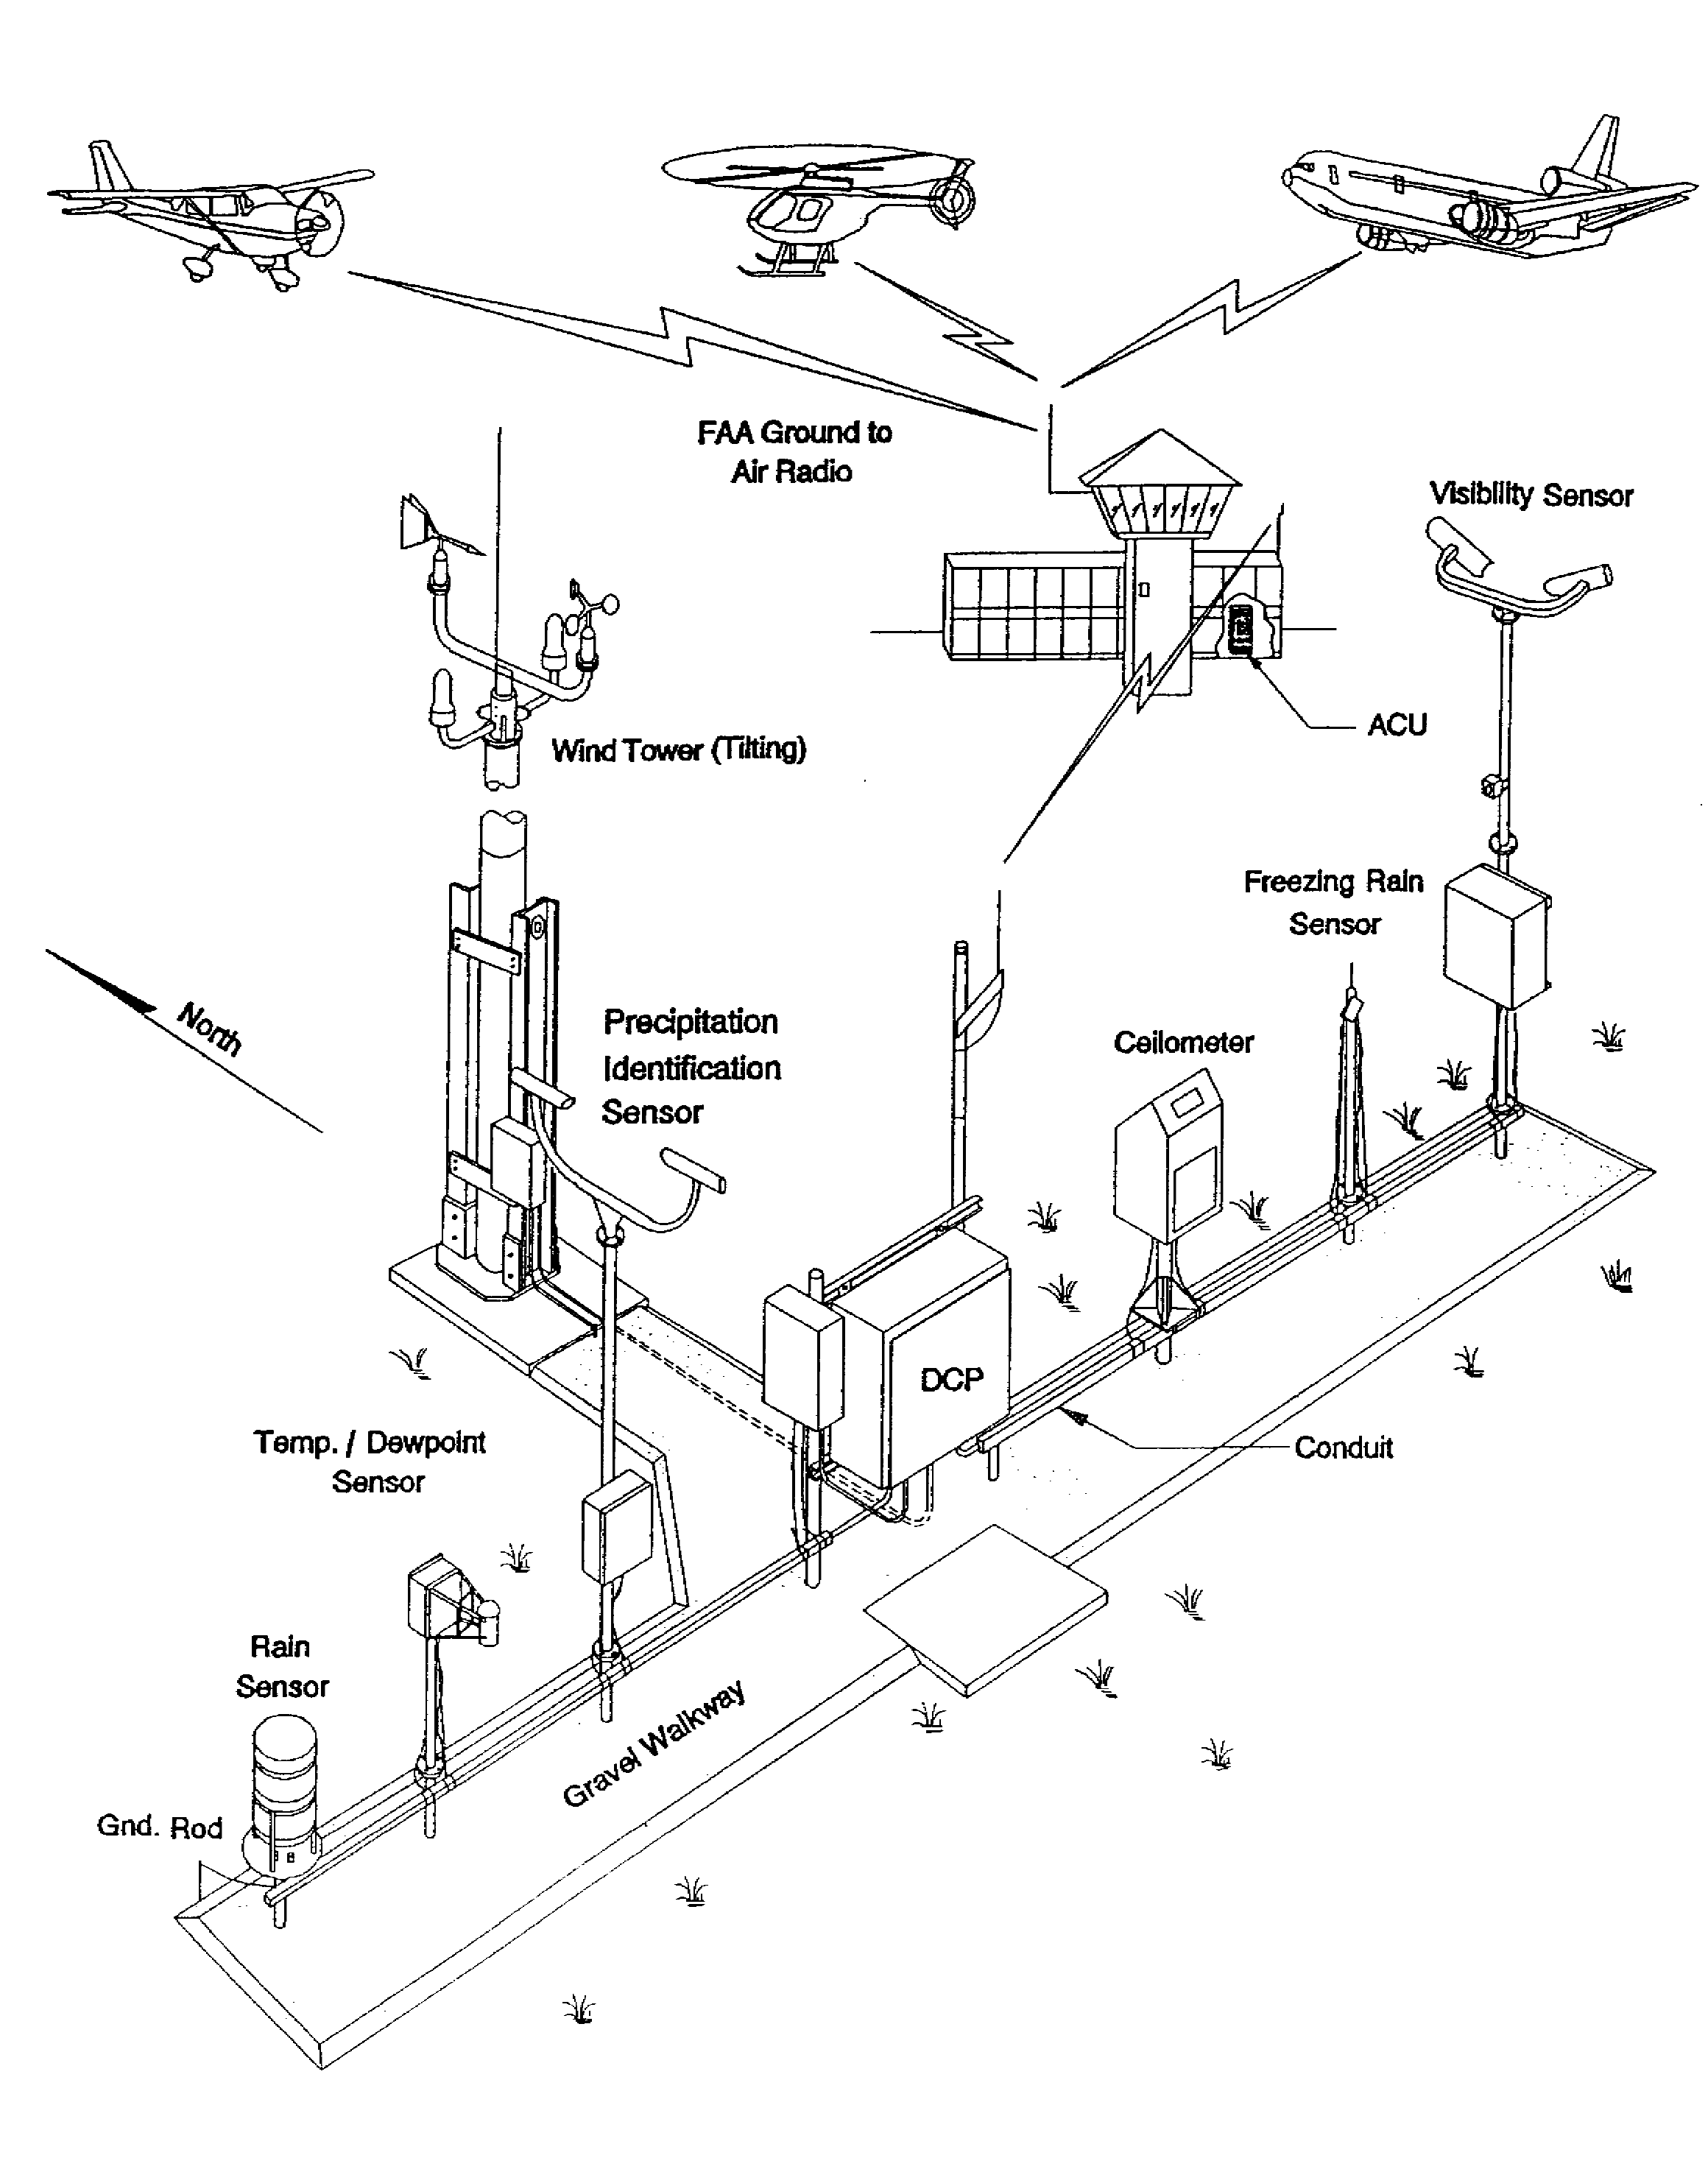 FAA Ground to
Air Radio
Visibility Sensor
ACU
Wind Tower (Tilting)
Freezing Rain
Sensor
North
Precipitation
Identification
Sensor
Ceilometer
DCP
Temp. / Dewpoint
Sensor
Conduit
Rain
Sensor
Gravel Walkway
Gnd. Rod